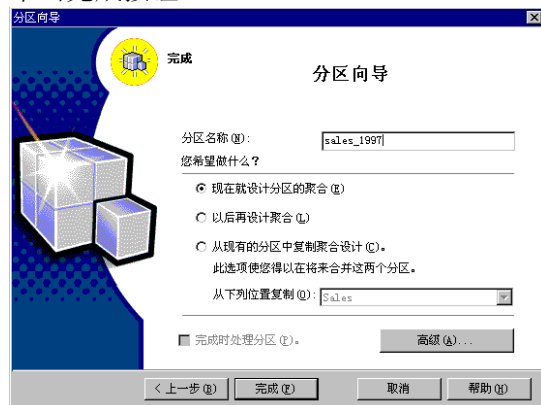 分区向导
完成
分区向导
分区名称(N):
sales_1997
您希望做什么?
现在就设计分区的聚合(E)
以后再设计聚合(L)
从现有的分区中复制聚合设计(C)。
此选项使您得以在将来合并这两个分区。
从下列位置复制(O): Sales
完成时处理分区(P)。
高级(A)...
< 上一步(B) 完成(F) 取消 帮助(H)